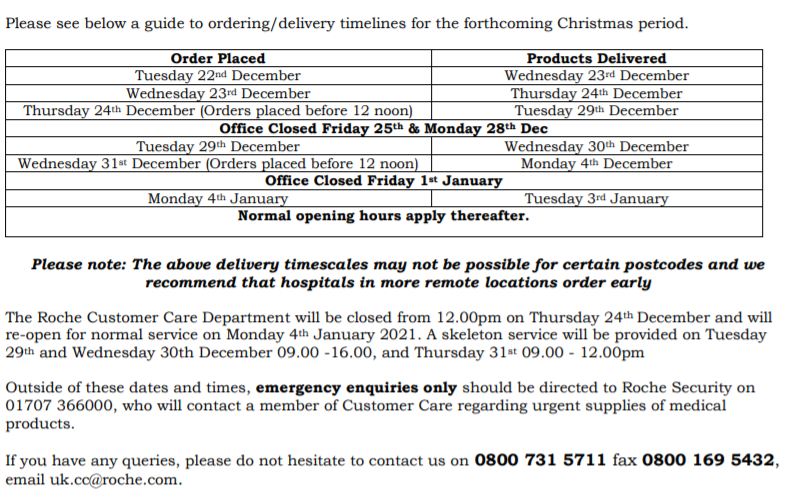 Please see below a guide to ordering/delivery timelines for the forthcoming Christmas period.
Order Placed Products Delivered
Tuesday 22nd December Wednesday 23rd December
Wednesday 23rd December Thursday 24th December
Thursday 24th December (Orders placed before 12 noon) Tuesday 29th December
Office Closed Friday 25th & Monday 28th Dec
Tuesday 29th December Wednesday 30th December
Wednesday 31st December (Orders placed before 12 noon) Monday 4th December
Office Closed Friday 1st January
Monday 4th January Tuesday 3rd January
Normal opening hours apply thereafter.
Please note: The above delivery timescales may not be possible for certain postcodes and we
recommend that hospitals in more remote locations order early
The Roche Customer Care Department will be closed from 12.00pm on Thursday 24th December and will
re-open for normal service on Monday 4th January 2021. A skeleton service will be provided on Tuesday
29th and Wednesday 30th December 09.00 -16.00, and Thursday 31st 09.00 - 12.00pm
Outside of these dates and times, emergency enquiries only should be directed to Roche Security on
01707 366000, who will contact a member of Customer Care regarding urgent supplies of medical
products.
If you have any queries, please do not hesitate to contact us on 0800 731 5711 fax 0800 169 5432,
email uk.cc@roche.com.